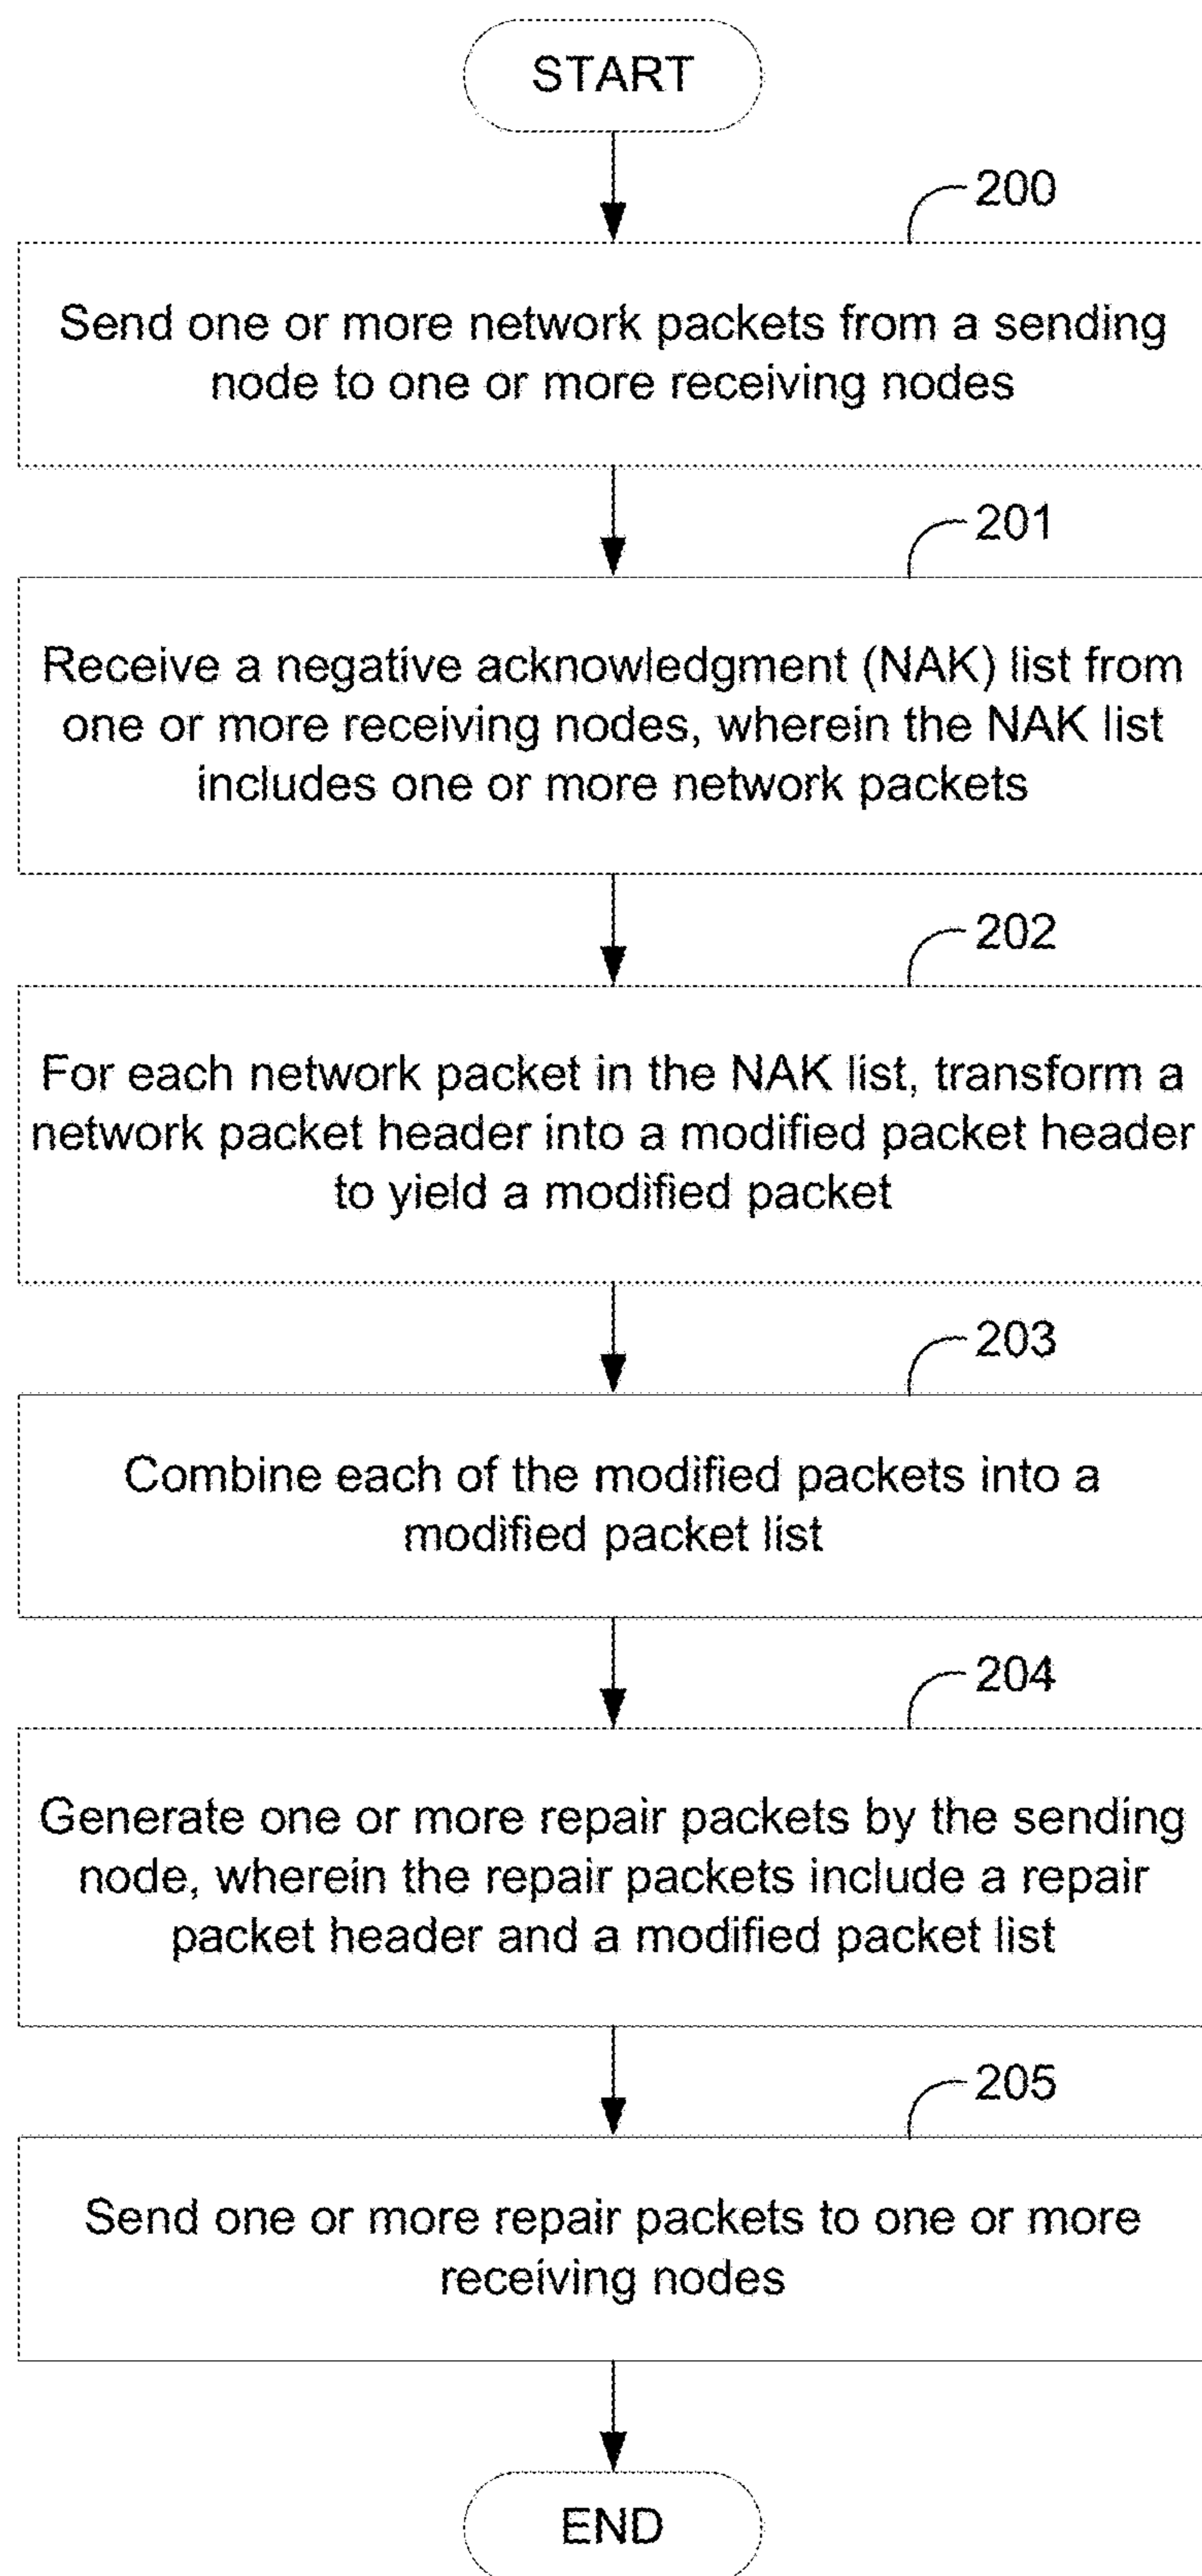 START
200
Send one or more network packets from a sending
node to one or more receiving nodes
201
Receive a negative acknowledgment (NAK) list from
one or more receiving nodes, wherein the NAK list
includes one or more network packets
202
For each network packet in the NAK list, transform a
network packet header into a modified packet header
to yield a modified packet
203
Combine each of the modified packets into a
modified packet list
204
Generate one or more repair packets by the sending
node, wherein the repair packets include a repair
packet header and a modified packet list
205
Send one or more repair packets to one or more
receiving nodes
END